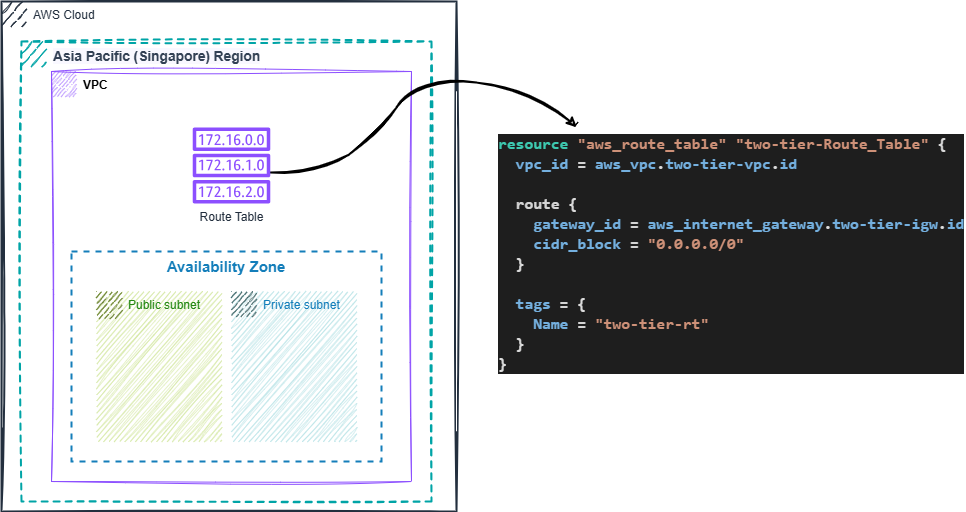 AWS Cloud
Asia Pacific (Singapore) Region
VPC
172.16.0.0
172.16.1.0
172.16.2.0
Route Table
Availability Zone
Public subnet
Private subnet
resource "aws_route_table" "two-tier-Route_Table" {
  vpc_id = aws_vpc.two-tier-vpc.id

  route {
    gateway_id = aws_internet_gateway.two-tier-igw.id
    cidr_block = "0.0.0.0/0"
  }

  tags = {
    Name = "two-tier-rt"
  }
}